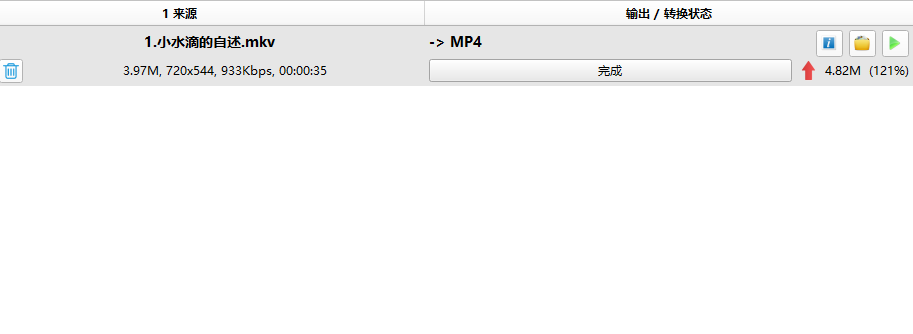 1 来源
输出 / 转换状态
1.小水滴的自述.mkv
-> MP4
3.97M, 720x544, 933Kbps, 00:00:35
完成
4.82M (121%)